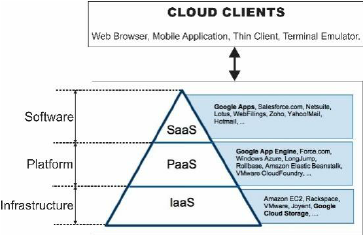 CLOUD CLIENTS
Web Browser, Mobile Application, Thin Client, Terminal Emulator.
Software
SaaS
Google Apps, Salesforce.com, Netsuite,
Lotus, WebFilings, Zoho, Yahoo!Mail,
Hotmail, ...
Platform
PaaS
Google App Engine, Force.com,
Windows Azure, LongJump,
Rollbase, Amazon Elastic Beanstalk,
VMware CloudFoundry, ...
Infrastructure
IaaS
Amazon EC2, Rackspace,
VMware, Joyent, Google
Cloud Storage, ...